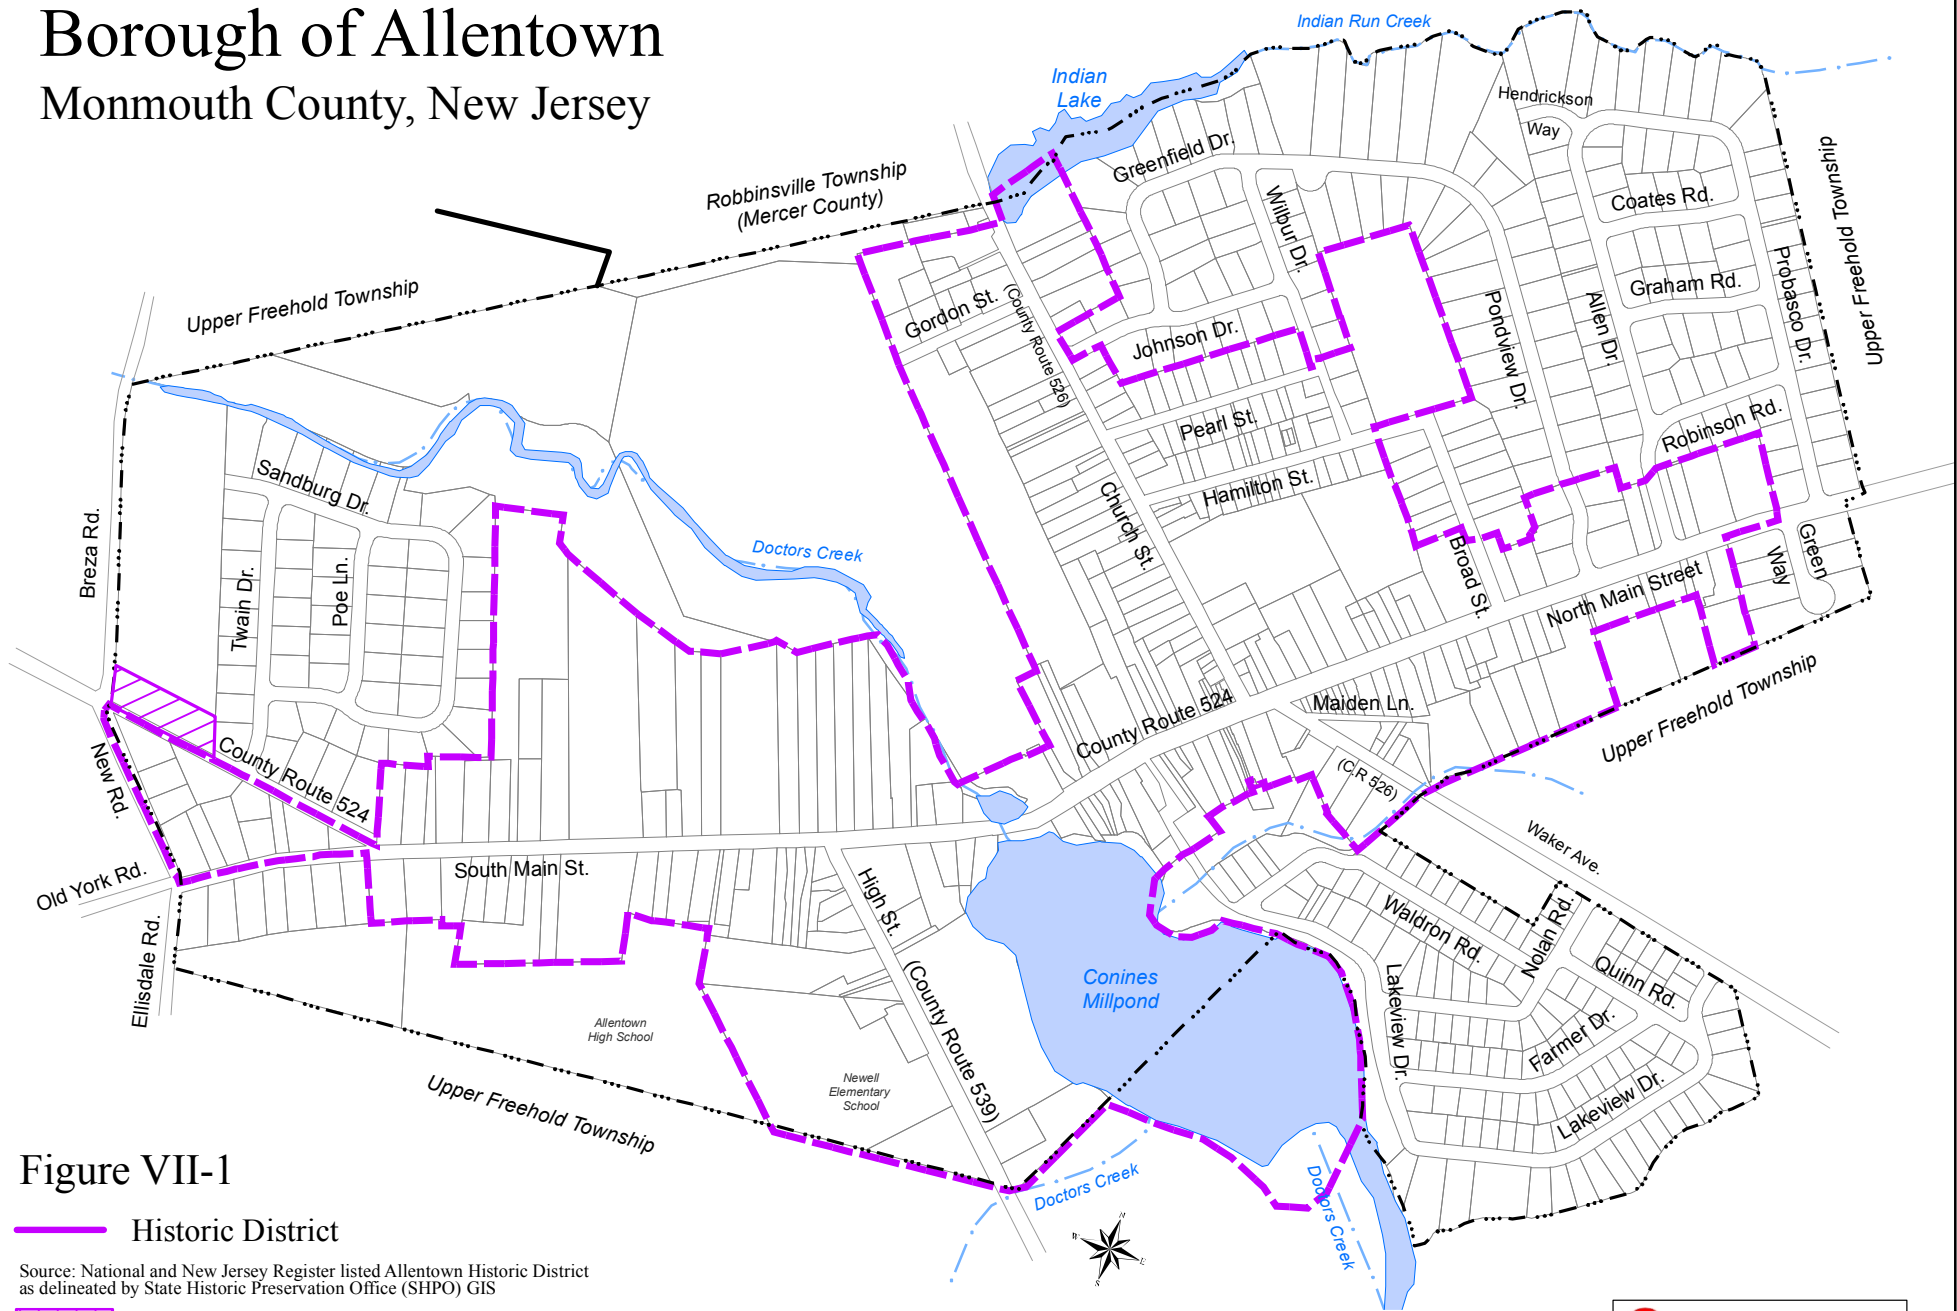 Borough of Allentown
Monmouth County, New Jersey
Indian Run Creek
Indian
Lake
Hendrickson
Way
Greenfield Dr.
Robbinsville Township
(Mercer County)
Upper Freehold Township
Upper Freehold Township
Coates Rd.
Wilbur Dr.
Probasco Dr.
Graham Rd.
Allen Dr.
Pondview Dr.
Gordon St.
(County Route 526)
Johnson Dr.
Pearl St.
Robinson Rd.
Hamilton St.
Church St.
Sandburg Dr.
Breza Rd.
Twain Dr.
Poe Ln.
Doctors Creek
Broad St.
North Main Street
Green
Way
Maiden Ln.
County Route 524
Upper Freehold Township
(C.R 526)
Waker Ave.
New Rd.
County Route 524
Old York Rd.
South Main St.
High St.
Ellisdale Rd.
Waldron Rd.
Nolan Rd.
Quinn Rd.
Lakeview Dr.
Farmer Dr.
Lakeview Dr.
Conines
Millpond
(County Route 539)
Allentown
High School
Newell
Elementary
School
Upper Freehold Township
Doctors Creek
Doctors Creek
N
W
E
S
Figure VII-1
Historic District
Source: National and New Jersey Register listed Allentown Historic District
as delineated by State Historic Preservation Office (SHPO) GIS